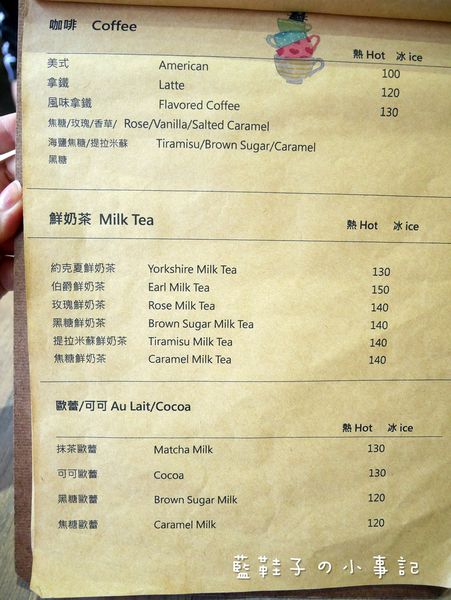 咖啡 Coffee
熱 Hot 冰 ice
美式 American 100
拿鐵 Latte 120
風味拿鐵 Flavored Coffee 130
焦糖/玫瑰/香草/ Rose/Vanilla/Salted Caramel
海鹽焦糖/提拉米蘇 Tiramisu/Brown Sugar/Caramel
黑糖
鮮奶茶 Milk Tea
熱 Hot 冰 ice
約克夏鮮奶茶 Yorkshire Milk Tea 130
伯爵鮮奶茶 Earl Milk Tea 150
玫瑰鮮奶茶 Rose Milk Tea 140
黑糖鮮奶茶 Brown Sugar Milk Tea 140
提拉米蘇鮮奶茶 Tiramisu Milk Tea 140
焦糖鮮奶茶 Caramel Milk Tea 140
歐蕾/可可 Au Lait/Cocoa
熱 Hot 冰 ice
抹茶歐蕾 Matcha Milk 130
可可歐蕾 Cocoa 130
黑糖歐蕾 Brown Sugar Milk 120
焦糖歐蕾 Caramel Milk 120
藍鞋子の小事記